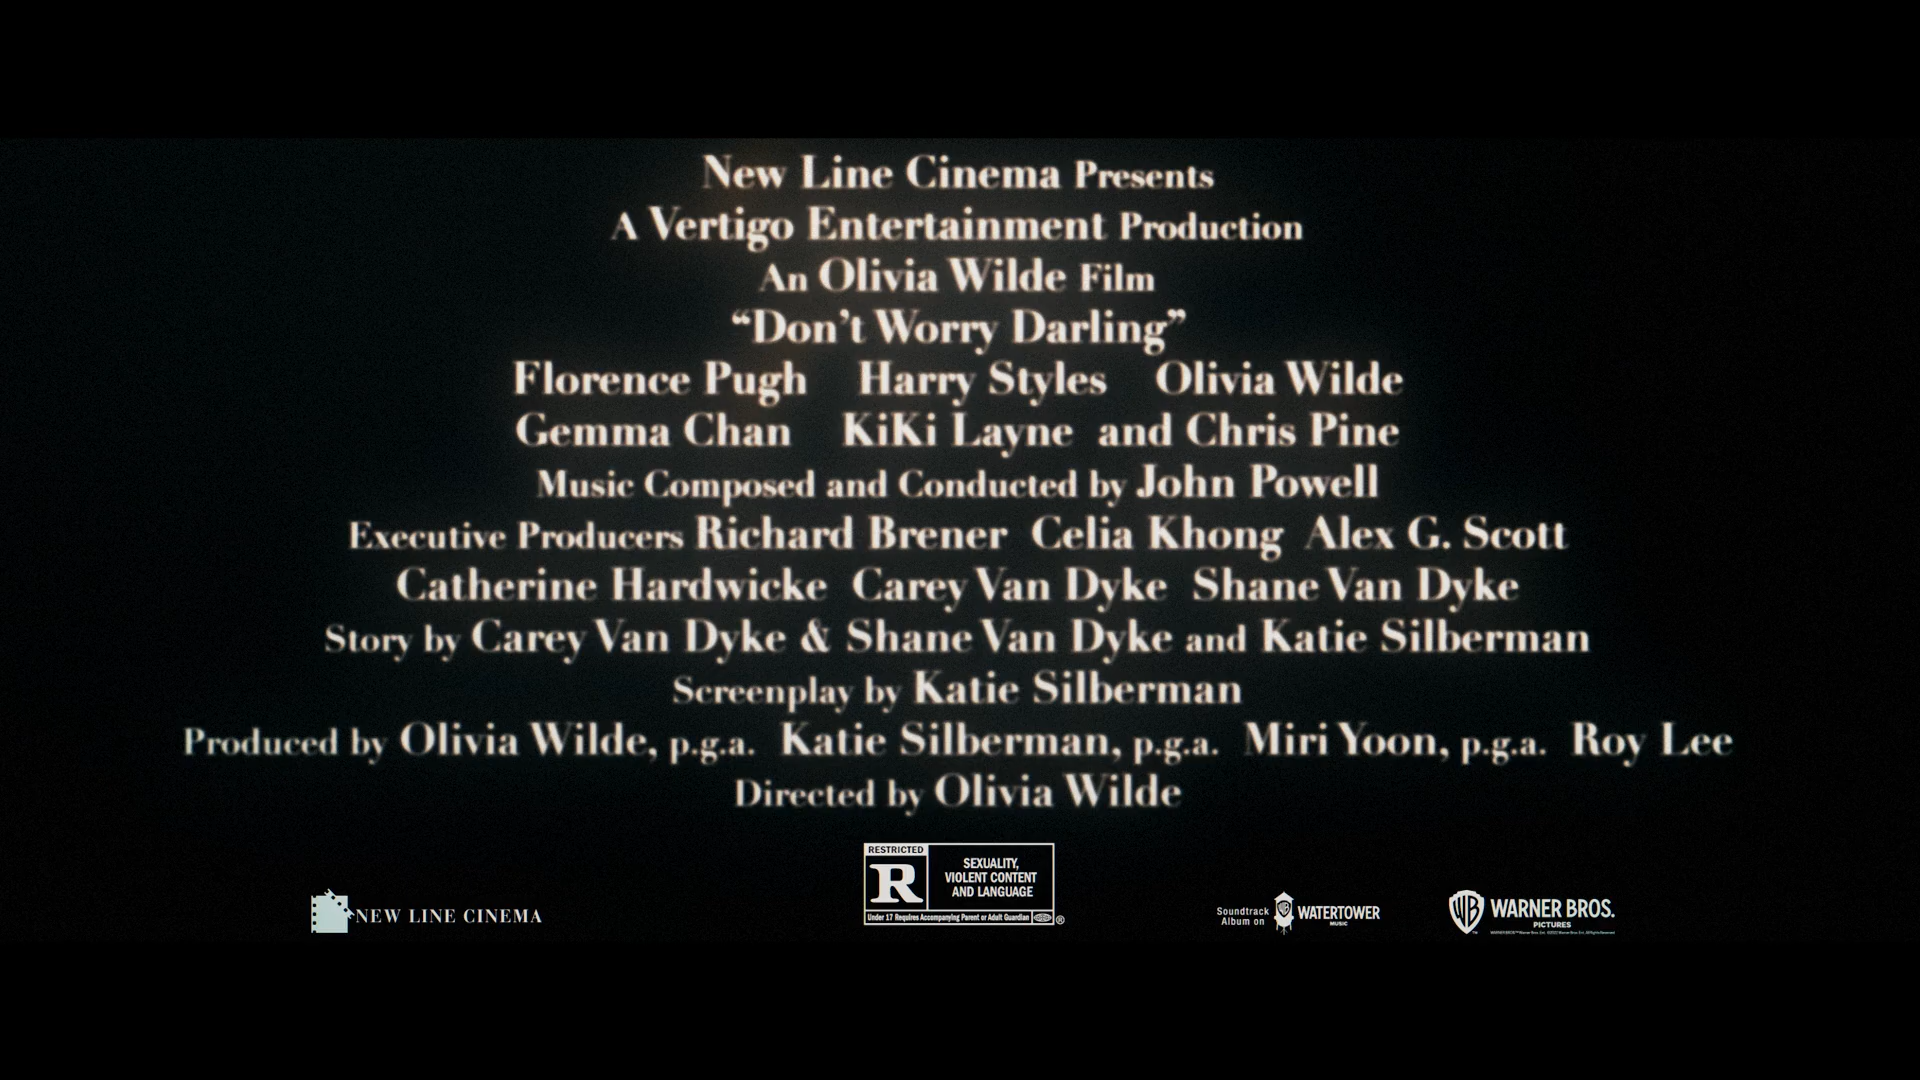 New Line Cinema Presents
A Vertigo Entertainment Production
An Olivia Wilde Film
“Don’t Worry Darling”
Florence Pugh Harry Styles Olivia Wilde
Gemma Chan KiKi Layne and Chris Pine
Music Composed and Conducted by John Powell
Executive Producers Richard Brener Celia Khong Alex G. Scott
Catherine Hardwicke Carey Van Dyke Shane Van Dyke
Story by Carey Van Dyke & Shane Van Dyke and Katie Silberman
Screenplay by Katie Silberman
Produced by Olivia Wilde, p.g.a. Katie Silberman, p.g.a. Miri Yoon, p.g.a. Roy Lee
Directed by Olivia Wilde
NEW LINE CINEMA
RESTRICTED
R
SEXUALITY,
VIOLENT CONTENT
AND LANGUAGE
Under 17 Requires Accompanying Parent or Adult Guardian
®
Soundtrack
Album on
WATERTOWER
MUSIC
WB
WARNER BROS.
PICTURES